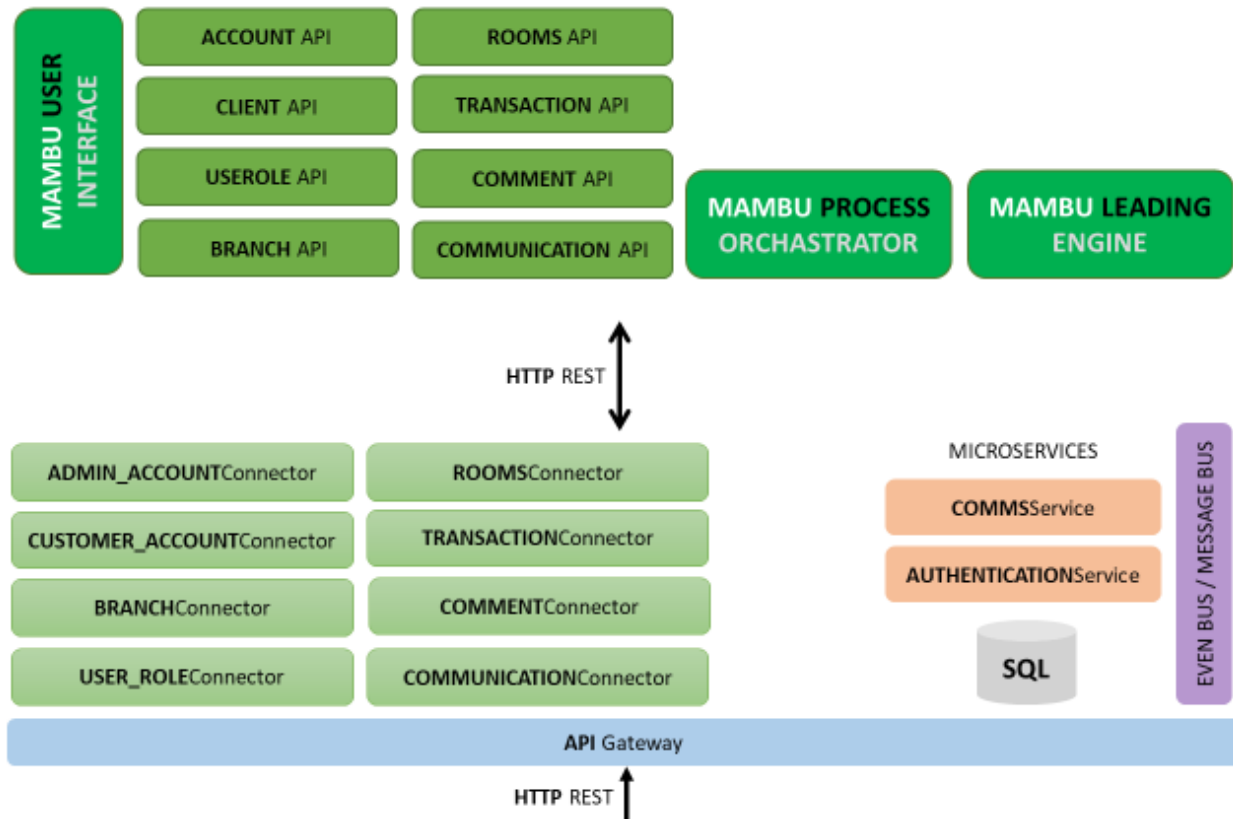 MAMBU USER
INTERFACE
ACCOUNT API
ROOMS API
CLIENT API
TRANSACTION API
USEROLE API
COMMENT API
BRANCH API
COMMUNICATION API
MAMBU PROCESS
ORCHASTRATOR
MAMBU LEADING
ENGINE
HTTP REST
ADMIN_ACCOUNTConnector
ROOMSConnector
CUSTOMER_ACCOUNTConnector
TRANSACTIONConnector
BRANCHConnector
COMMENTConnector
USER_ROLEConnector
COMMUNICATIONConnector
MICROSERVICES
COMMSService
AUTHENTICATIONService
SQL
EVEN BUS / MESSAGE BUS
API Gateway
HTTP REST